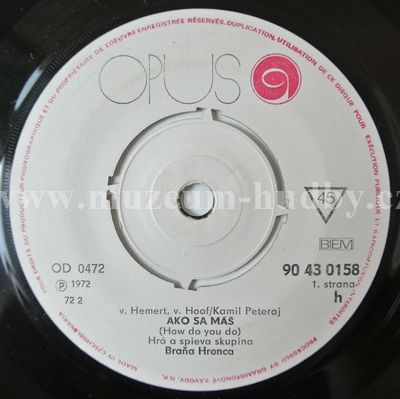 TOUS DROITS DU PRODUCTEUR PHONOGRAPHIQUE ET DU PROPRIETAIRE DE L'OEUVRE ENREGISTRÉE RÉSERVÉS. DUPLICATION, UTILISATION DE CE DISQUE POUR EXÉCUTION PUBLIQUE ET RADIODIFFUSION INTERDITES
OPUS
www.muzeum-hudby.cz
45
BIEM
OD 0472
90 43 0158
℗ 1972
1. strana
72 2
h
v. Hemert, v. Hoof/Kamil Peteraj
AKO SA MÁŠ
(How do you do)
Hrá a spieva skupina
Braňa Hronca
MADE IN CZECHOSLOVAKIA
PROCESSED BY GRAMOFONOVÉ ZÁVODY, N. P.